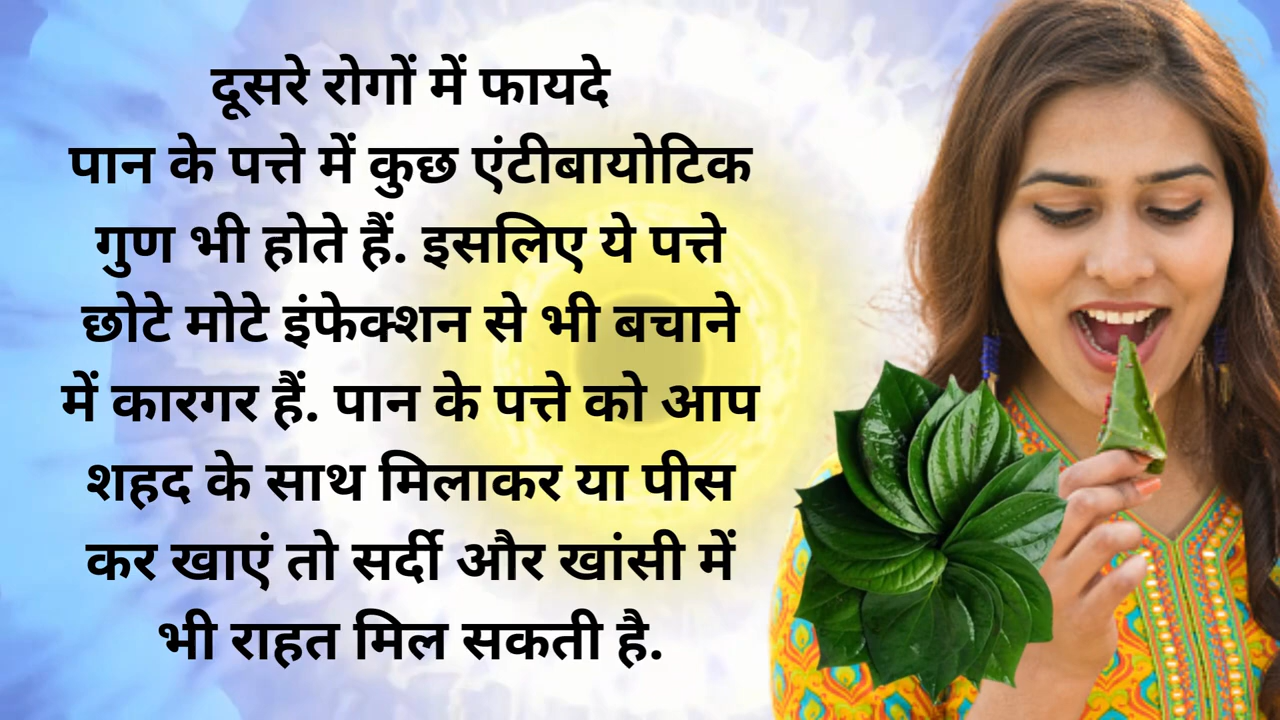 दूसरे रोगों में फायदे
पान के पत्ते में कुछ एंटीबायोटिक
गुण भी होते हैं. इसलिए ये पत्ते
छोटे मोटे इंफेक्शन से भी बचाने
में कारगर हैं. पान के पत्ते को आप
शहद के साथ मिलाकर या पीस
कर खाएं तो सर्दी और खांसी में
भी राहत मिल सकती है.